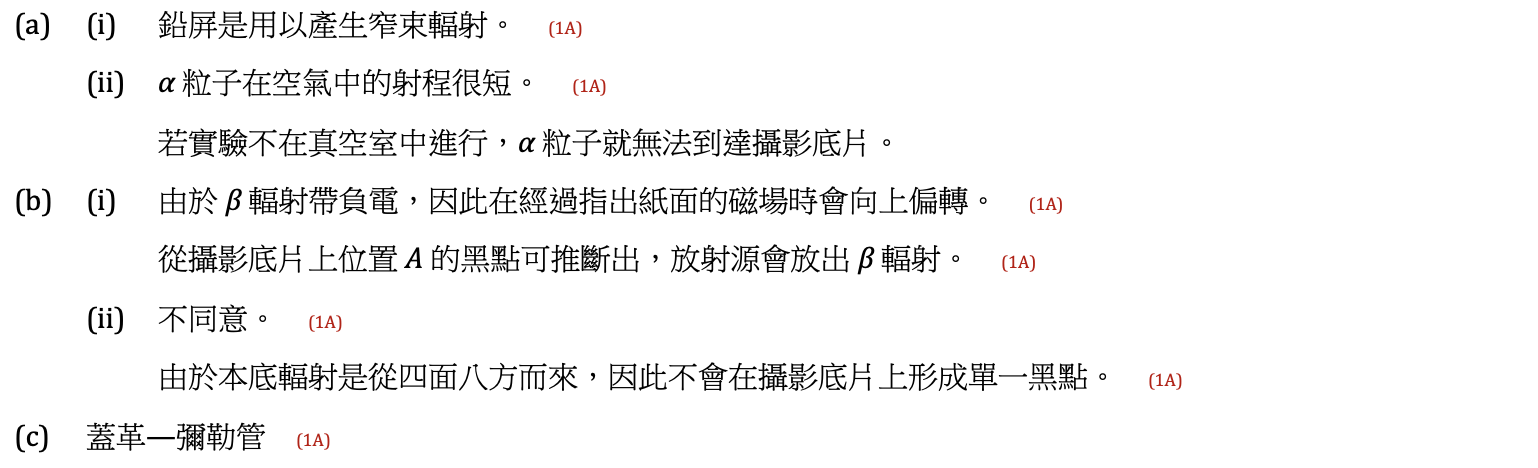 (a) (i) 鉛屏是用以產生窄束輻射。 (1A)
(ii) α 粒子在空氣中的射程很短。 (1A)
若實驗不在真空室中進行，α 粒子就無法到達攝影底片。
(b) (i) 由於 β 輻射帶負電，因此在經過指出紙面的磁場時會向上偏轉。 (1A)
從攝影底片上位置 A 的黑點可推斷出，放射源會放出 β 輻射。 (1A)
(ii) 不同意。 (1A)
由於本底輻射是從四面八方而來，因此不會在攝影底片上形成單一黑點。 (1A)
(c) 蓋革—彌勒管 (1A)